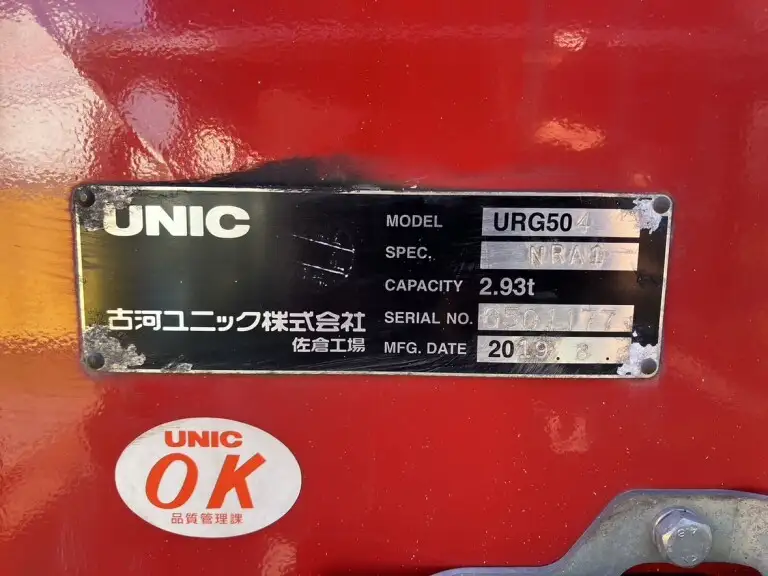 UNIC
MODEL URG504
SPEC. NRA1
CAPACITY 2.93t
古河ユニック株式会社
佐倉工場
SERIAL NO. 0501177
MFG. DATE 2019.8.
UNIC
OK
品質管理課